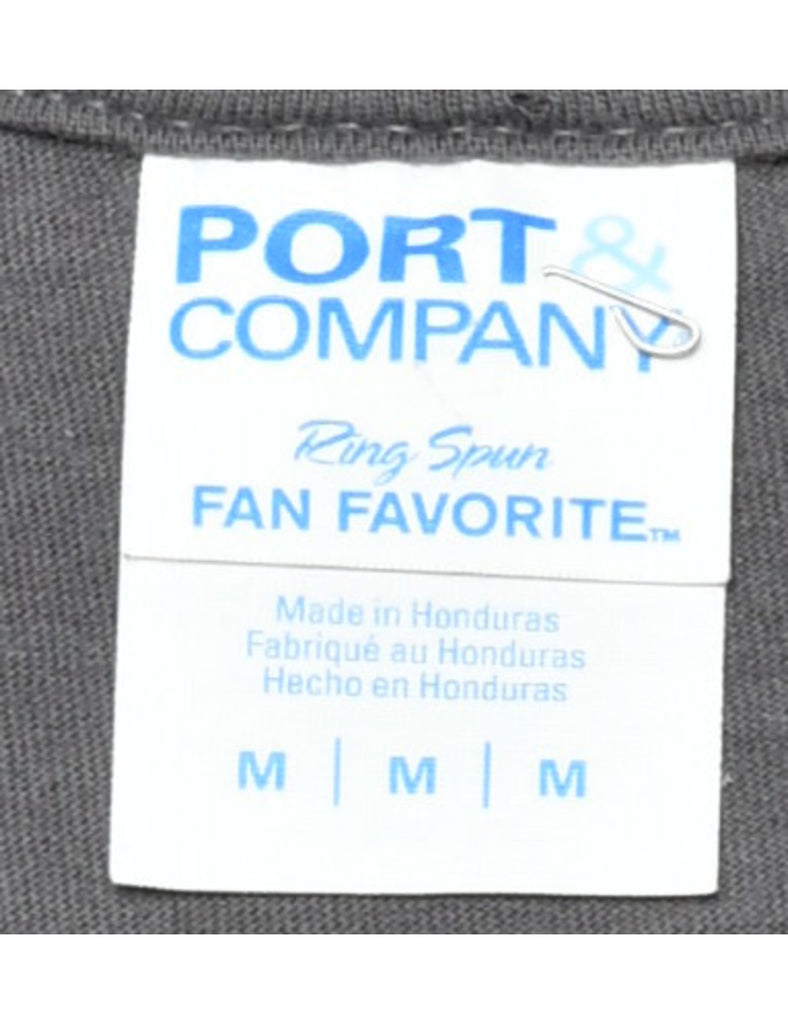 PORT &
COMPANY
Ring Spun
FAN FAVORITE™
Made in Honduras
Fabriqué au Honduras
Hecho en Honduras
M | M | M